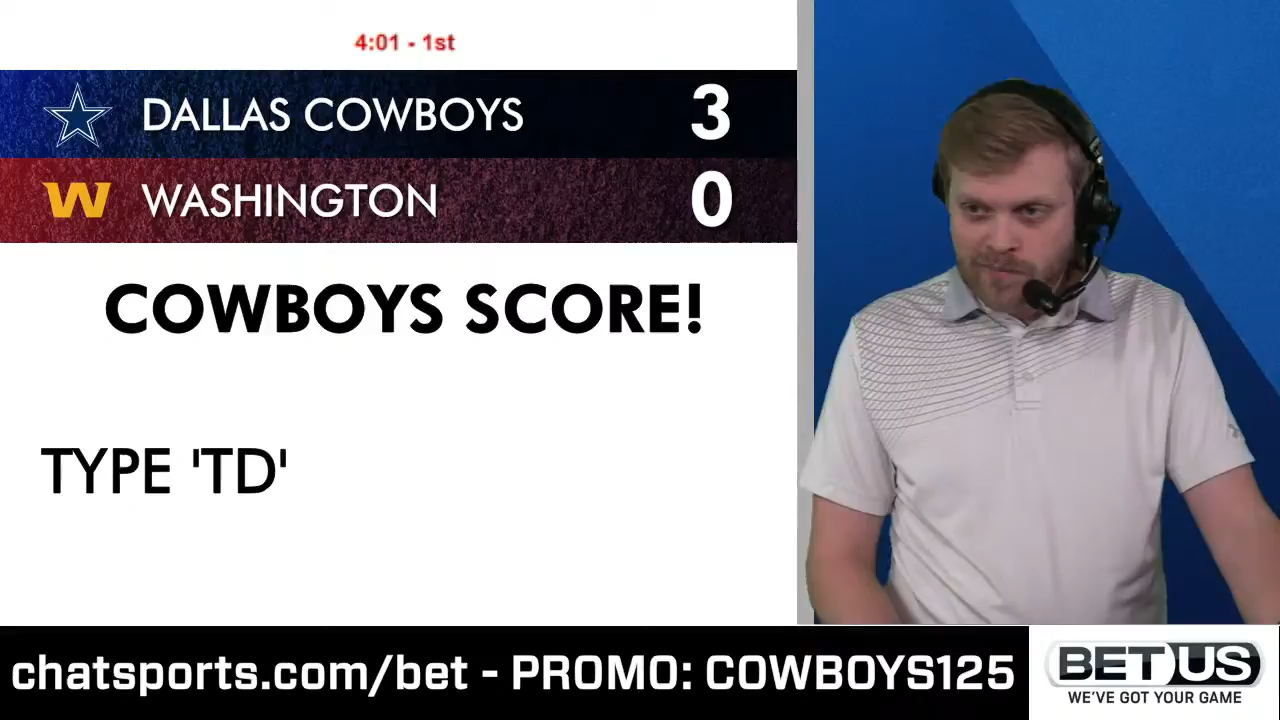 4:01 - 1st
DALLAS COWBOYS 3
W WASHINGTON 0
COWBOYS SCORE!
TYPE 'TD'
chatsports.com/bet - PROMO: COWBOYS125
BETUS
WE'VE GOT YOUR GAME